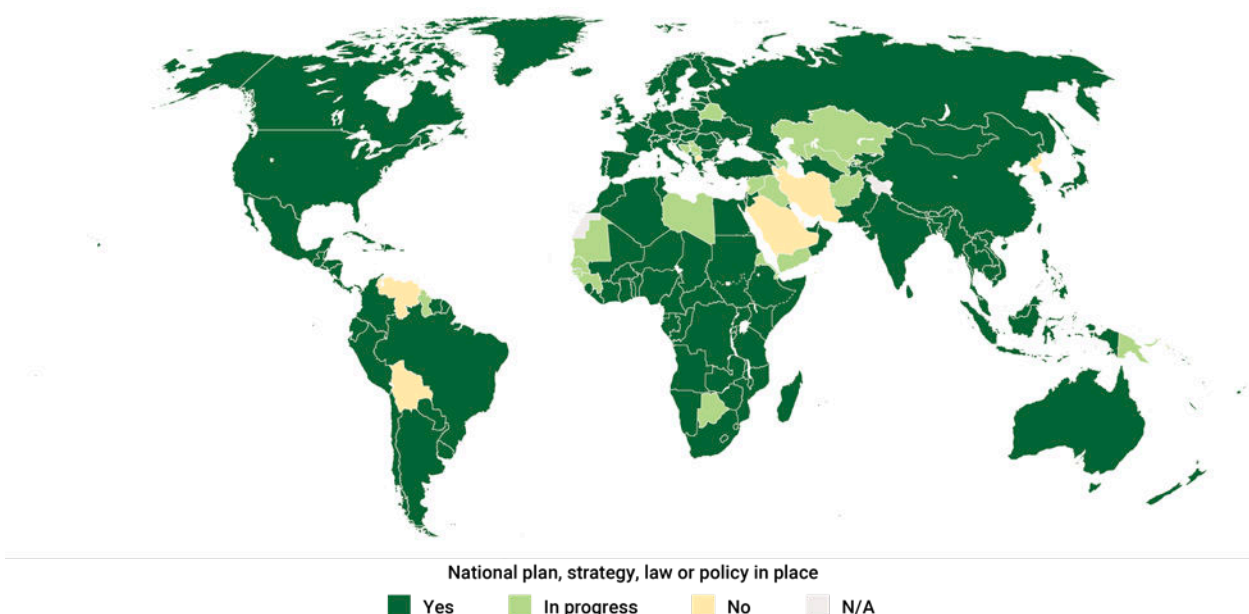 National plan, strategy, law or policy in place
Yes In progress No N/A